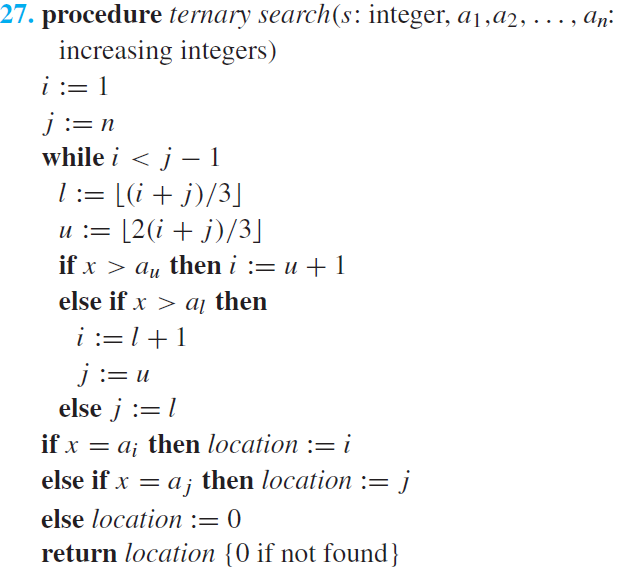 27. procedure ternary search(s: integer, a₁,a₂, . . . , aₙ:
increasing integers)
i := 1
j := n
while i < j − 1
l := ⌊(i + j)/3⌋
u := ⌊2(i + j)/3⌋
if x > aᵤ then i := u + 1
else if x > aₗ then
i := l + 1
j := u
else j := l
if x = aᵢ then location := i
else if x = aⱼ then location := j
else location := 0
return location {0 if not found}